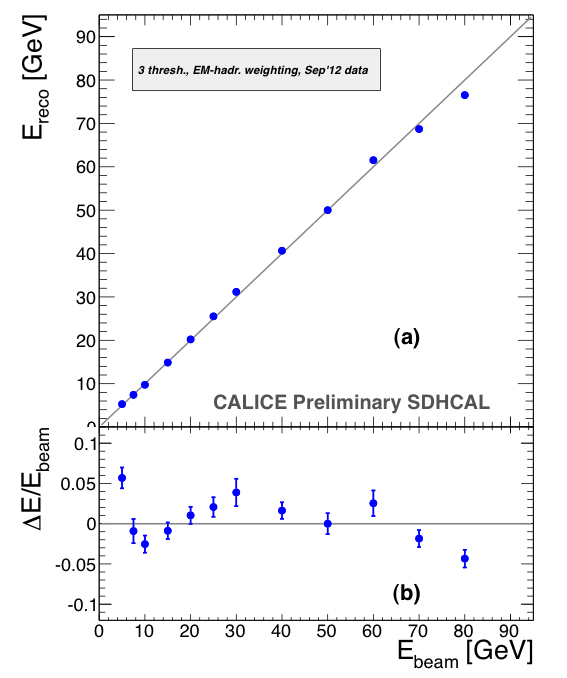 E_reco [GeV]
90
80
70
60
50
40
30
20
10
0
3 thresh., EM-hadr. weighting, Sep'12 data
(a)
CALICE Preliminary SDHCAL
ΔE/E_beam
0.1
0.05
0
-0.05
-0.1
(b)
0 10 20 30 40 50 60 70 80 90
E_beam [GeV]